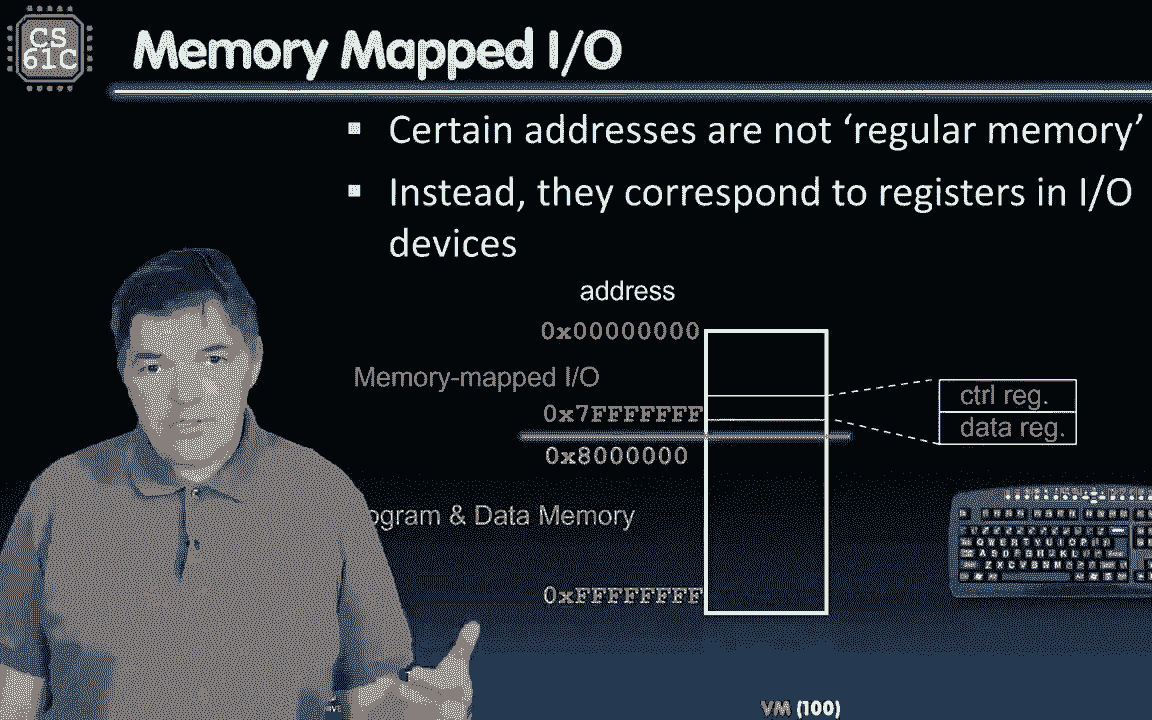 CS
61C
Memory Mapped I/O
▪ Certain addresses are not ‘regular memory’
▪ Instead, they correspond to registers in I/O
devices
address
0x00000000
Memory-mapped I/O
0x7FFFFFFF
0x8000000
ogram & Data Memory
0xFFFFFFFF
ctrl reg.
data reg.
VM (100)